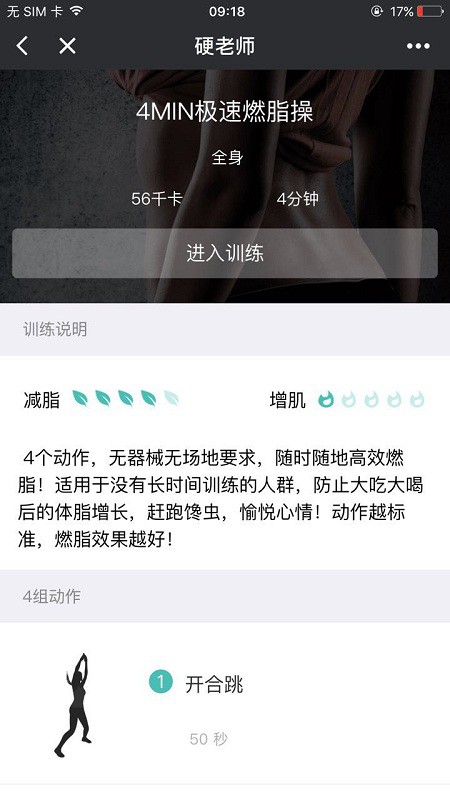 无 SIM 卡 09:18 17%
硬老师
4MIN极速燃脂操
全身
56千卡 4分钟
进入训练
训练说明
减脂 增肌
4个动作，无器械无场地要求，随时随地高效燃
脂！适用于没有长时间训练的人群，防止大吃大喝
后的体脂增长，赶跑馋虫，愉悦心情！动作越标
准，燃脂效果越好！
4组动作
1 开合跳
50 秒